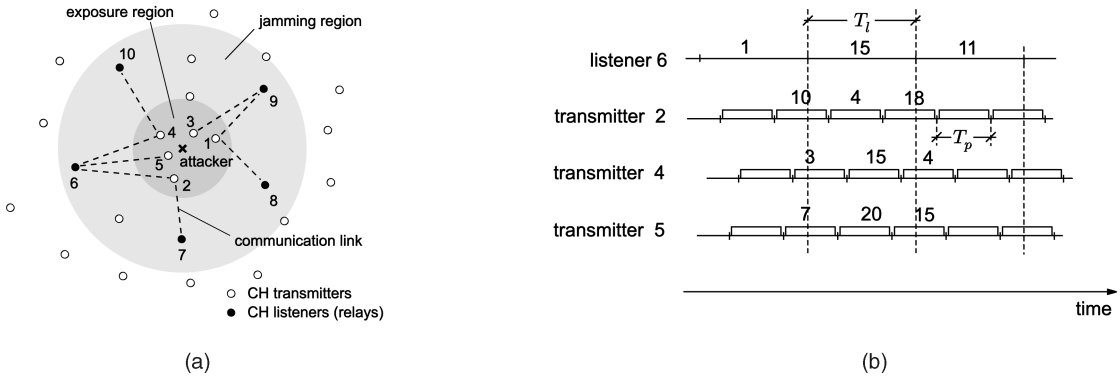 exposure region
jamming region
10
9
3
4
1
attacker
5
6
2
8
7
communication link
CH transmitters
CH listeners (relays)
(a)
T_l
1 15 11
listener 6
10 4 18
transmitter 2
T_p
3 15 4
transmitter 4
7 20 15
transmitter 5
time
(b)